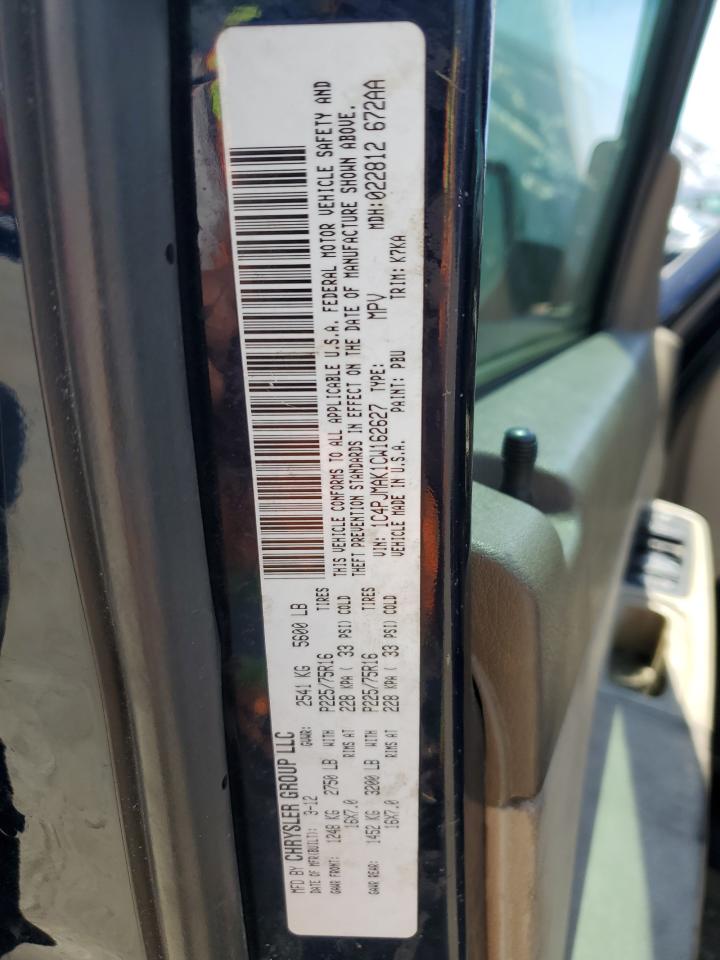 MFD BY CHRYSLER GROUP LLC
DATE OF MFR(BUILT): 3-12 GVWR: 2541 KG 5600 LB
GAWR FRONT: 1248 KG 2750 LB WITH P225/75R16 TIRES
16X7.0 RIMS AT 228 KPA ( 33 PSI) COLD
GAWR REAR: 1452 KG 3200 LB WITH P225/75R16 TIRES
16X7.0 RIMS AT 228 KPA ( 33 PSI) COLD
THIS VEHICLE CONFORMS TO ALL APPLICABLE U.S.A. FEDERAL MOTOR VEHICLE SAFETY AND
THEFT PREVENTION STANDARDS IN EFFECT ON THE DATE OF MANUFACTURE SHOWN ABOVE.
VIN: 1C4PJMAK1CW162627 TYPE: MPV MDH:022812 672AA
VEHICLE MADE IN U.S.A. PAINT: PBU TRIM: K7KA